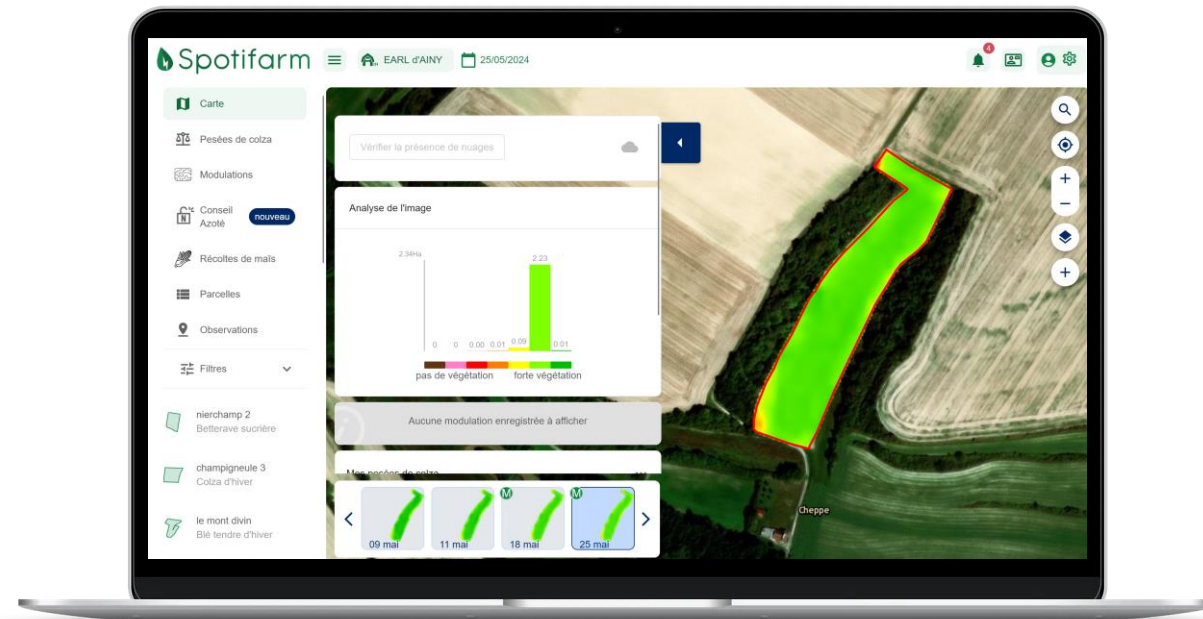 Spotifarm
EARL d'AINY
25/05/2024
4
Carte
Pesées de colza
Modulations
Conseil
Azoté
nouveau
Récoltes de maïs
Parcelles
Observations
Filtres
nierchamp 2
Betterave sucrière
champigneule 3
Colza d'hiver
le mont divin
Blé tendre d'hiver
Vérifier la présence de nuages
Analyse de l'image
2.34Ha
2.23
0 0 0.00 0.01 0.09 0.01
pas de végétation forte végétation
Aucune modulation enregistrée à afficher
Mes pesées de colza
M M
09 mai 11 mai 18 mai 25 mai
Cheppe